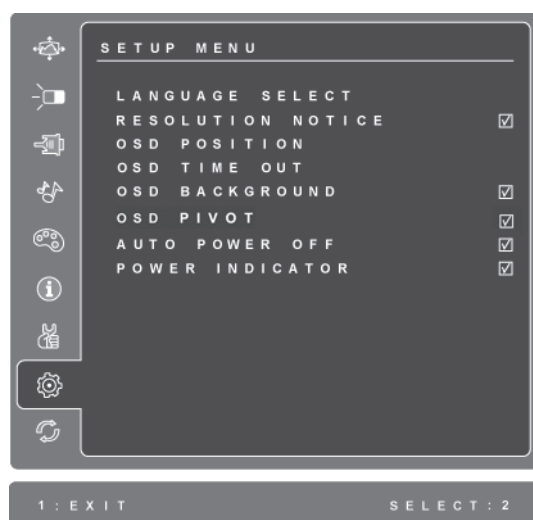 SETUP MENU
LANGUAGE SELECT
RESOLUTION NOTICE
OSD POSITION
OSD TIME OUT
OSD BACKGROUND
OSD PIVOT
AUTO POWER OFF
POWER INDICATOR
1 : EXIT SELECT : 2